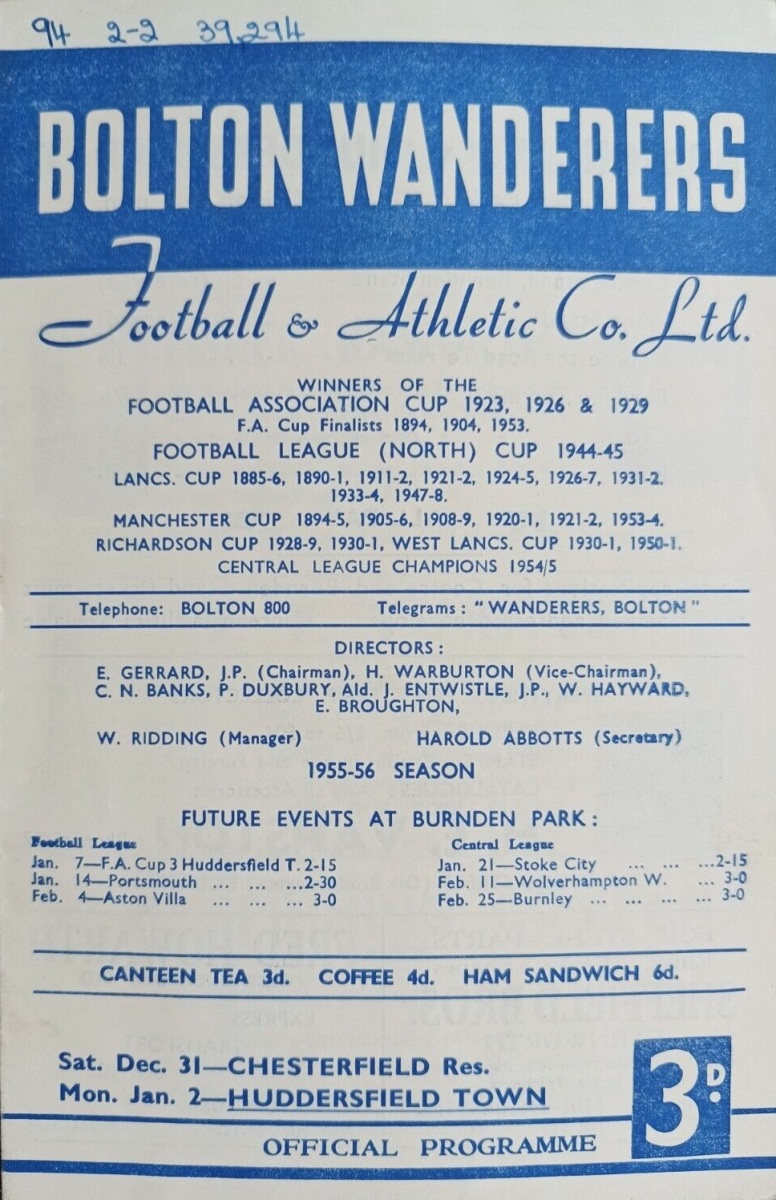 94 2-2 39,294
BOLTON WANDERERS
Football & Athletic Co. Ltd.
WINNERS OF THE
FOOTBALL ASSOCIATION CUP 1923, 1926 & 1929
F.A. Cup Finalists 1894, 1904, 1953.
FOOTBALL LEAGUE (NORTH) CUP 1944-45
LANCS. CUP 1885-6, 1890-1, 1911-2, 1921-2, 1924-5, 1926-7, 1931-2,
1933-4, 1947-8.
MANCHESTER CUP 1894-5, 1905-6, 1908-9, 1920-1, 1921-2, 1953-4.
RICHARDSON CUP 1928-9, 1930-1, WEST LANCS. CUP 1930-1, 1950-1.
CENTRAL LEAGUE CHAMPIONS 1954/5
Telephone: BOLTON 800 Telegrams: "WANDERERS, BOLTON"
DIRECTORS:
E. GERRARD, J.P. (Chairman), H. WARBURTON (Vice-Chairman),
C. N. BANKS, P. DUXBURY, Ald. J. ENTWISTLE, J.P., W. HAYWARD,
E. BROUGHTON,
W. RIDDING (Manager) HAROLD ABBOTTS (Secretary)
1955-56 SEASON
FUTURE EVENTS AT BURNDEN PARK:
Football League
Jan. 7—F.A. Cup 3 Huddersfield T. 2-15
Jan. 14—Portsmouth ... ... ...2-30
Feb. 4—Aston Villa ... ... ... 3-0
Central League
Jan. 21—Stoke City ... ... ...2-15
Feb. 11—Wolverhampton W. ... 3-0
Feb. 25—Burnley ... ... ... ... 3-0
CANTEEN TEA 3d. COFFEE 4d. HAM SANDWICH 6d.
Sat. Dec. 31—CHESTERFIELD Res.
Mon. Jan. 2—HUDDERSFIELD TOWN
3D.
OFFICIAL PROGRAMME